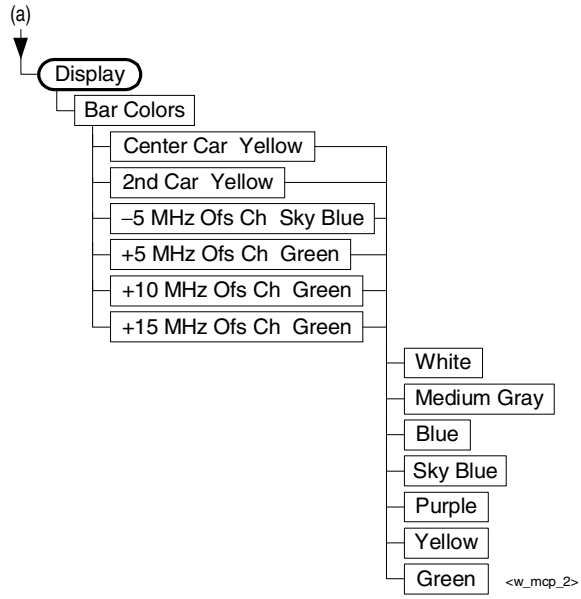 (a)
Display
Bar Colors
Center Car Yellow
2nd Car Yellow
–5 MHz Ofs Ch Sky Blue
+5 MHz Ofs Ch Green
+10 MHz Ofs Ch Green
+15 MHz Ofs Ch Green
White
Medium Gray
Blue
Sky Blue
Purple
Yellow
Green <w_mcp_2>